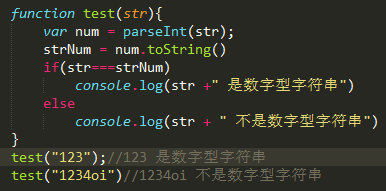 function test(str){
var num = parseInt(str);
strNum = num.toString()
if(str===strNum)
console.log(str +" 是数字型字符串")
else
console.log(str + " 不是数字型字符串")
}
test("123");//123 是数字型字符串
test("1234oi")//1234oi 不是数字型字符串